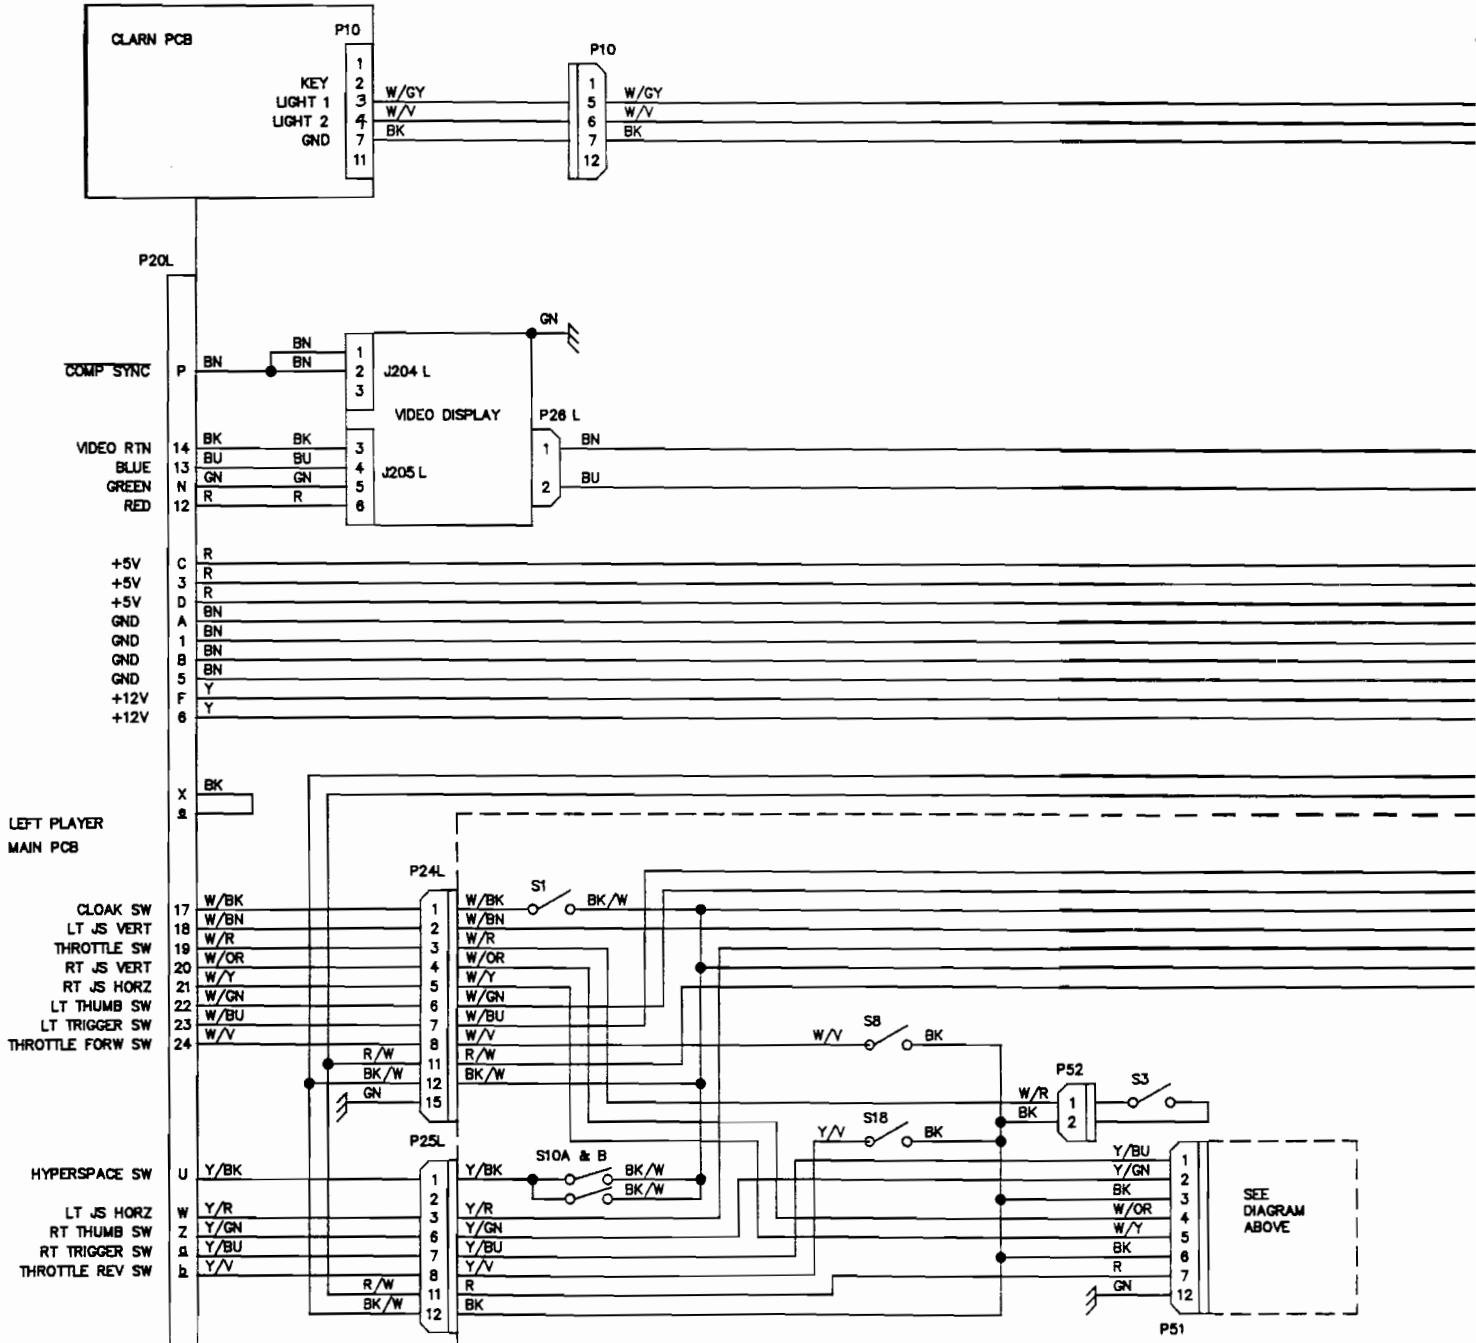 CLARN PCB P10
1
KEY 2
LIGHT 1 3 W/GY
LIGHT 2 4 W/V
GND 7 BK
11
P10
1
5 W/GY
6 W/V
7 BK
12
P20L
COMP SYNC P BN
BN 1
BN 2
3
J204 L
VIDEO DISPLAY
GN
VIDEO RTN 14 BK BK 3
BLUE 13 BU BU 4
GREEN N GN GN 5
RED 12 R R 6
J205 L
P26 L
1 BN
2 BU
+5V C R
+5V 3 R
+5V D R
GND A BN
GND 1 BN
GND B BN
GND 5 BN
+12V F Y
+12V 6 Y
X BK
e
LEFT PLAYER
MAIN PCB
P24L
CLOAK SW 17 W/BK 1 W/BK S1 BK/W
LT JS VERT 18 W/BN 2 W/BN
THROTTLE SW 19 W/R 3 W/R
RT JS VERT 20 W/OR 4 W/OR
RT JS HORZ 21 W/Y 5 W/Y
LT THUMB SW 22 W/GN 6 W/GN
LT TRIGGER SW 23 W/BU 7 W/BU
THROTTLE FORW SW 24 W/V 8 W/V W/V S8 BK
R/W 11 R/W
BK/W 12 BK/W
GN 15
P52
W/R 1 S3
BK 2
Y/V S18 BK
P25L
HYPERSPACE SW U Y/BK 1 Y/BK S10A & B BK/W
2 BK/W
LT JS HORZ W Y/R 3 Y/R
RT THUMB SW Z Y/GN 6 Y/GN
RT TRIGGER SW a Y/BU 7 Y/BU
THROTTLE REV SW b Y/V 8 Y/V
R/W 11 R
BK/W 12 BK
Y/BU 1
Y/GN 2
BK 3
W/OR 4
W/Y 5
BK 6
R 7
GN 12
P51
SEE
DIAGRAM
ABOVE